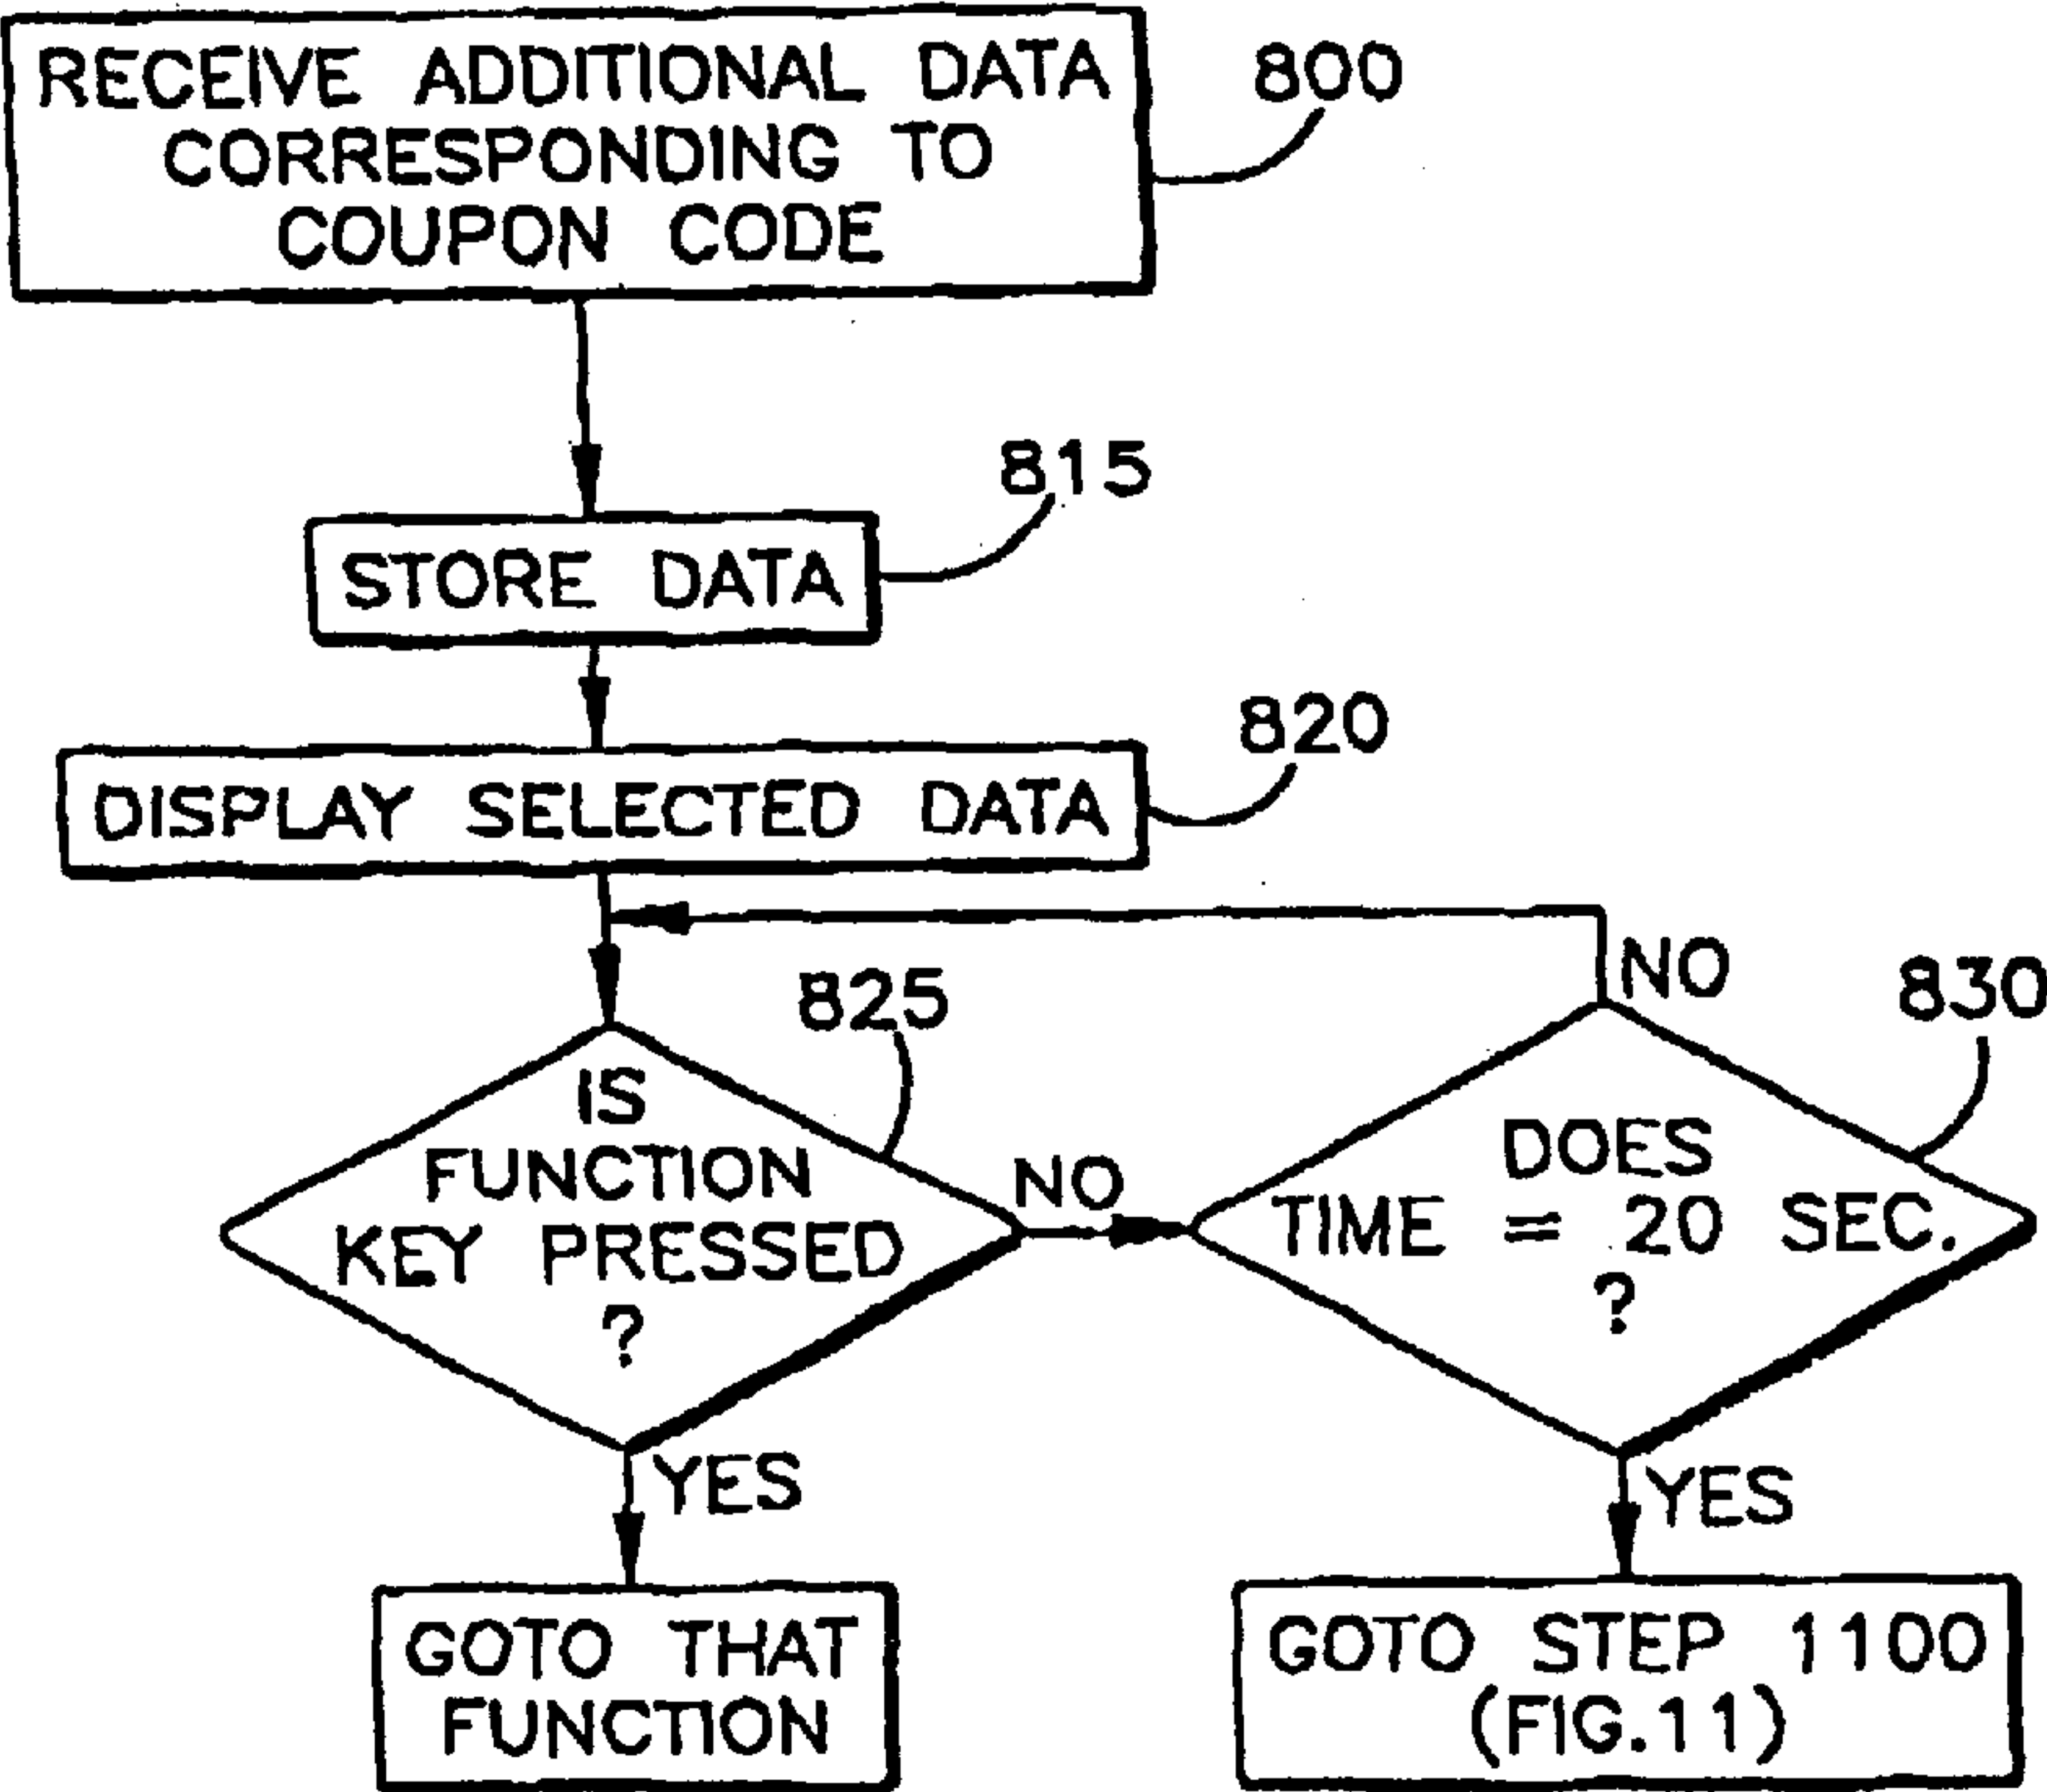 RECEIVE ADDITIONAL DATA
CORRESPONDING TO
COUPON CODE
800
STORE DATA
815
DISPLAY SELECTED DATA
820
IS
FUNCTION
KEY PRESSED
?
825
NO
YES
DOES
TIME = 20 SEC.
?
830
NO
YES
GOTO THAT
FUNCTION
GOTO STEP 1100
(FIG.11)